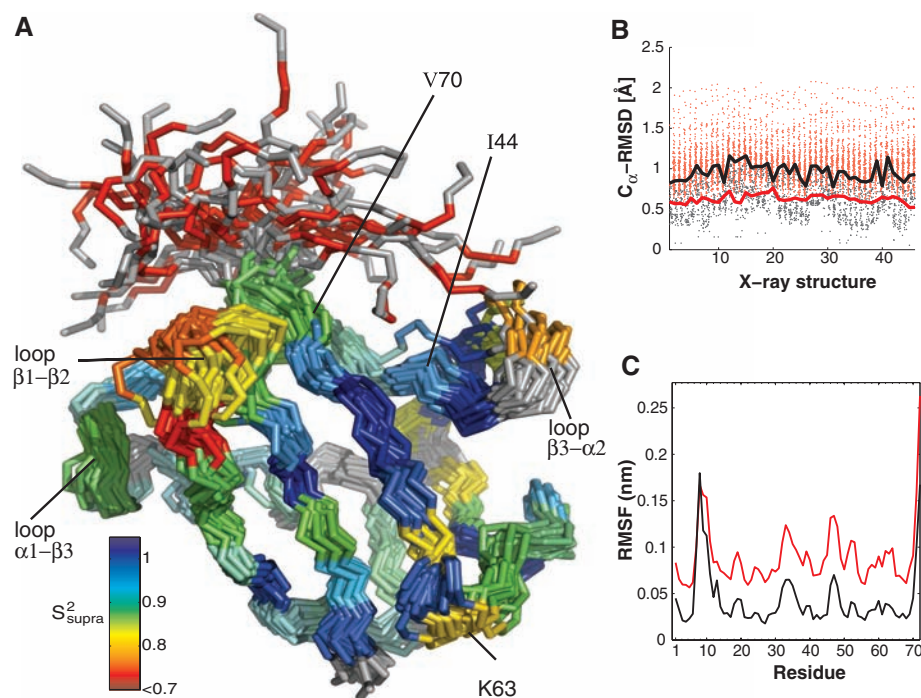 A
V70
I44
loop
β1–β2
loop
β3–α2
loop
α1–β3
S²supra
1
0.9
0.8
<0.7
K63
B
Cα–RMSD [Å]
2.5
2
1.5
1
0.5
0
10
20
30
40
X–ray structure
C
RMSF (nm)
0.25
0.20
0.15
0.10
0.05
0
1
10
20
30
40
50
60
70
Residue